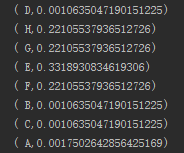 ( D,0.0010635047190151225)
( H,0.22105537936512726)
( G,0.22105537936512726)
( E,0.3318930834619306)
( F,0.22105537936512726)
( B,0.0010635047190151225)
( C,0.0010635047190151225)
( A,0.0017502642856425169)